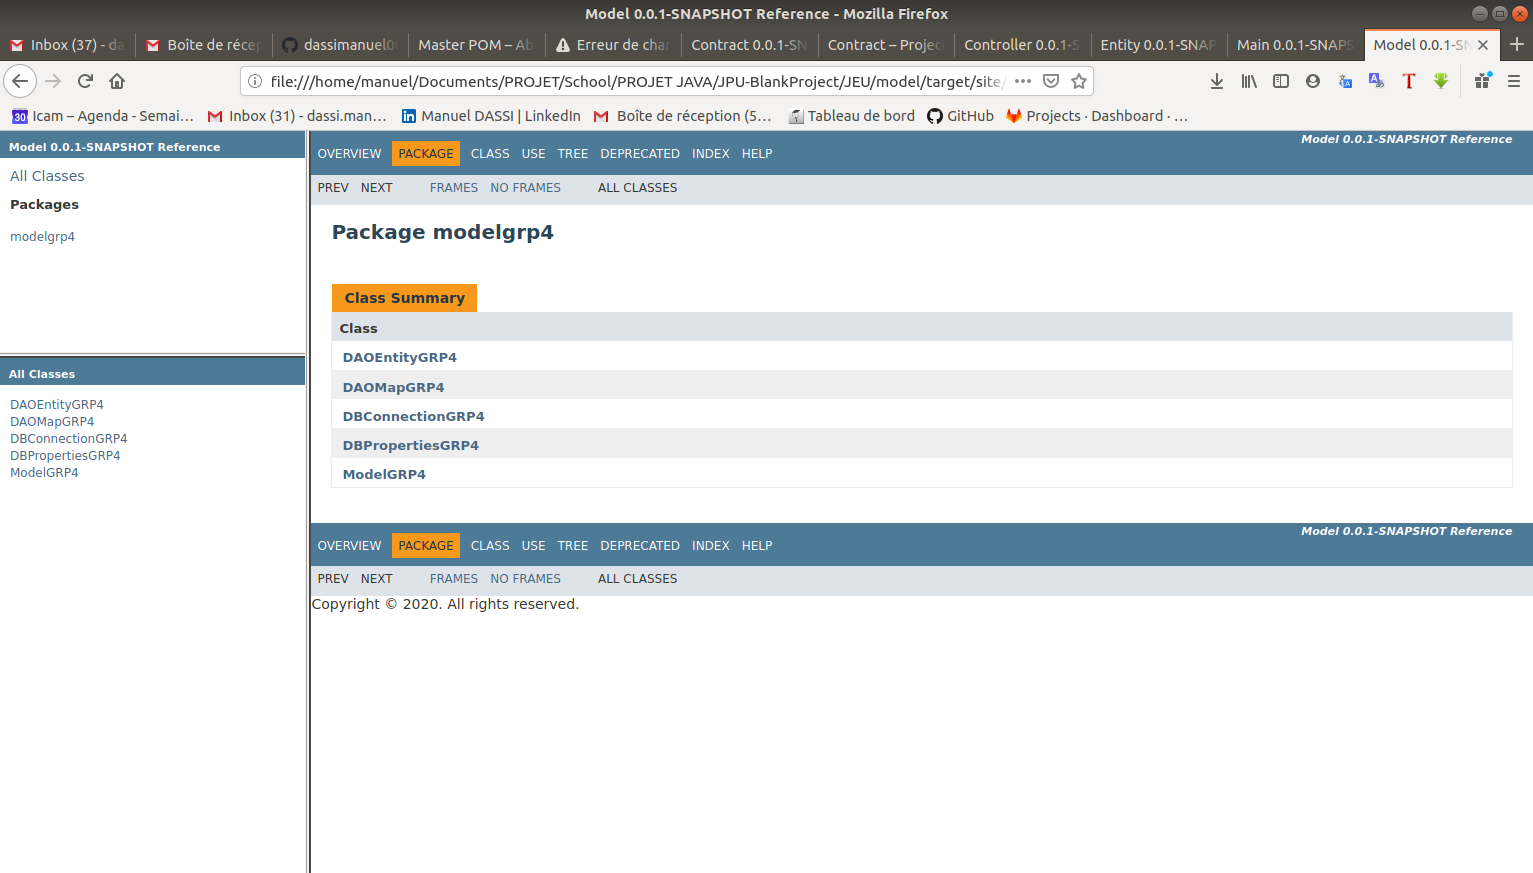 Model 0.0.1-SNAPSHOT Reference - Mozilla Firefox
Inbox (37) - da
Boîte de récep
dassimanuel0
Master POM – Ab
Erreur de char
Contract 0.0.1-SN
Contract – Project
Controller 0.0.1-S
Entity 0.0.1-SNAP
Main 0.0.1-SNAPS
Model 0.0.1-SN
file:///home/manuel/Documents/PROJET/School/PROJET JAVA/JPU-BlankProject/JEU/model/target/site/
30 Icam – Agenda - Semai…
Inbox (31) - dassi.man…
Manuel DASSI | LinkedIn
Boîte de réception (5…
Tableau de bord
GitHub
Projects · Dashboard · …
Model 0.0.1-SNAPSHOT Reference
All Classes
Packages
modelgrp4
All Classes
DAOEntityGRP4
DAOMapGRP4
DBConnectionGRP4
DBPropertiesGRP4
ModelGRP4
OVERVIEW PACKAGE CLASS USE TREE DEPRECATED INDEX HELP
Model 0.0.1-SNAPSHOT Reference
PREV NEXT FRAMES NO FRAMES ALL CLASSES
Package modelgrp4
Class Summary
Class
DAOEntityGRP4
DAOMapGRP4
DBConnectionGRP4
DBPropertiesGRP4
ModelGRP4
OVERVIEW PACKAGE CLASS USE TREE DEPRECATED INDEX HELP
Model 0.0.1-SNAPSHOT Reference
PREV NEXT FRAMES NO FRAMES ALL CLASSES
Copyright © 2020. All rights reserved.